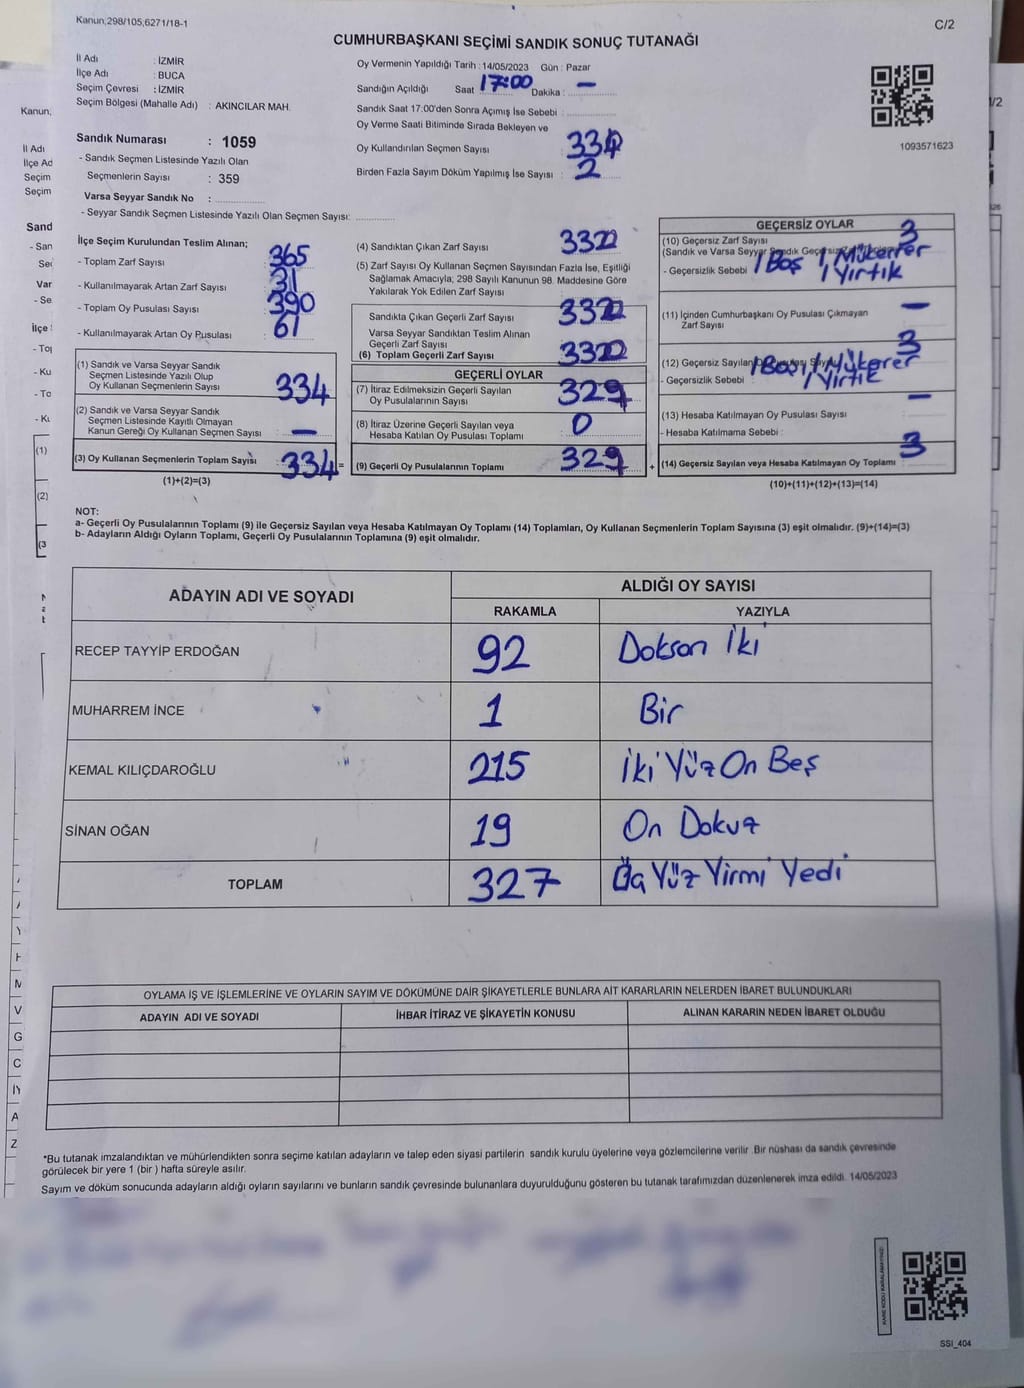 Kanun,298/105,6271/18-1
C/2
CUMHURBAŞKANI SEÇİMİ SANDIK SONUÇ TUTANAĞI
İl Adı : İZMİR
İlçe Adı : BUCA
Seçim Çevresi : İZMİR
Seçim Bölgesi (Mahalle Adı) : AKINCILAR MAH.
Sandık Numarası : 1059
- Sandık Seçmen Listesinde Yazılı Olan
Seçmenlerin Sayısı : 359
Varsa Seyyar Sandık No :
- Seyyar Sandık Seçmen Listesinde Yazılı Olan Seçmen Sayısı:
Oy Vermenin Yapıldığı Tarih : 14/05/2023 Gün : Pazar
Sandığın Açıldığı Saat 17:00 Dakika : —
Sandık Saat 17:00'den Sonra Açımış İse Sebebi :
Oy Verme Saati Bitiminde Sırada Bekleyen ve
Oy Kullandırılan Seçmen Sayısı 334
Birden Fazla Sayım Döküm Yapılmış İse Sayısı : 2
1093571623
İlçe Seçim Kurulundan Teslim Alınan;
- Toplam Zarf Sayısı : 365
- Kullanılmayarak Artan Zarf Sayısı : 31
- Toplam Oy Pusulası Sayısı : 390
- Kullanılmayarak Artan Oy Pusulası : 61
(1) Sandık ve Varsa Seyyar Sandık
Seçmen Listesinde Yazılı Olup
Oy Kullanan Seçmenlerin Sayısı 334
(2) Sandık ve Varsa Seyyar Sandık
Seçmen Listesinde Kayıtlı Olmayan
Kanun Gereği Oy Kullanan Seçmen Sayısı : —
(3) Oy Kullanan Seçmenlerin Toplam Sayısı 334 =
(1)+(2)=(3)
(4) Sandıktan Çıkan Zarf Sayısı
(5) Zarf Sayısı Oy Kullanan Seçmen Sayısından Fazla İse, Eşitliği
Sağlamak Amacıyla; 298 Sayılı Kanunun 98. Maddesine Göre
Yakılarak Yok Edilen Zarf Sayısı :
Sandıkta Çıkan Geçerli Zarf Sayısı
Varsa Seyyar Sandıktan Teslim Alınan
Geçerli Zarf Sayısı
(6) Toplam Geçerli Zarf Sayısı
GEÇERLİ OYLAR
(7) İtiraz Edilmeksizin Geçerli Sayılan
Oy Pusulalarının Sayısı 329
(8) İtiraz Üzerine Geçerli Sayılan veya
Hesaba Katılan Oy Pusulası Toplamı 0
(9) Geçerli Oy Pusulalarının Toplamı 329 +
GEÇERSİZ OYLAR
(10) Geçersiz Zarf Sayısı 3
(Sandık ve Varsa Seyyar Sandık
- Geçersizlik Sebebi : 1 Boş 1 Mükerrer
1 Yırtık
(11) İçinden Cumhurbaşkanı Oy Pusulası Çıkmayan —
Zarf Sayısı
(12) Geçersiz Sayılan 3
- Geçersizlik Sebebi : 1 Boş 1 Mükerer
1 Yırtık
(13) Hesaba Katılmayan Oy Pusulası Sayısı —
- Hesaba Katılmama Sebebi :
(14) Geçersiz Sayılan veya Hesaba Katılmayan Oy Toplamı 3
(10)+(11)+(12)+(13)=(14)
NOT:
a- Geçerli Oy Pusulalarının Toplamı (9) ile Geçersiz Sayılan veya Hesaba Katılmayan Oy Toplamı (14) Toplamları, Oy Kullanan Seçmenlerin Toplam Sayısına (3) eşit olmalıdır. (9)+(14)=(3)
b- Adayların Aldığı Oyların Toplamı, Geçerli Oy Pusulalarının Toplamına (9) eşit olmalıdır.
ADAYIN ADI VE SOYADI
ALDIĞI OY SAYISI
RAKAMLA YAZIYLA
RECEP TAYYİP ERDOĞAN 92 Doksan İki
MUHARREM İNCE 1 Bir
KEMAL KILIÇDAROĞLU 215 İki Yüz On Beş
SİNAN OĞAN 19 On Dokuz
TOPLAM 327 Üç Yüz Yirmi Yedi
OYLAMA İŞ VE İŞLEMLERİNE VE OYLARIN SAYIM VE DÖKÜMÜNE DAİR ŞİKAYETLERLE BUNLARA AİT KARARLARIN NELERDEN İBARET BULUNDUKLARI
ADAYIN ADI VE SOYADI İHBAR İTİRAZ VE ŞİKAYETİN KONUSU ALINAN KARARIN NEDEN İBARET OLDUĞU
*Bu tutanak imzalandıktan ve mühürlendikten sonra seçime katılan adayların ve talep eden siyasi partilerin sandık kurulu üyelerine veya gözlemcilerine verilir. Bir nüshası da sandık çevresinde
görülecek bir yere 1 (bir ) hafta süreyle asılır.
Sayım ve döküm sonucunda adayların aldığı oyların sayılarını ve bunların sandık çevresinde bulunanlara duyurulduğunu gösteren bu tutanak tarafımızdan düzenlenerek imza edildi. 14/05/2023
KARE KODU KARALAMAYINIZ!
SSI_404